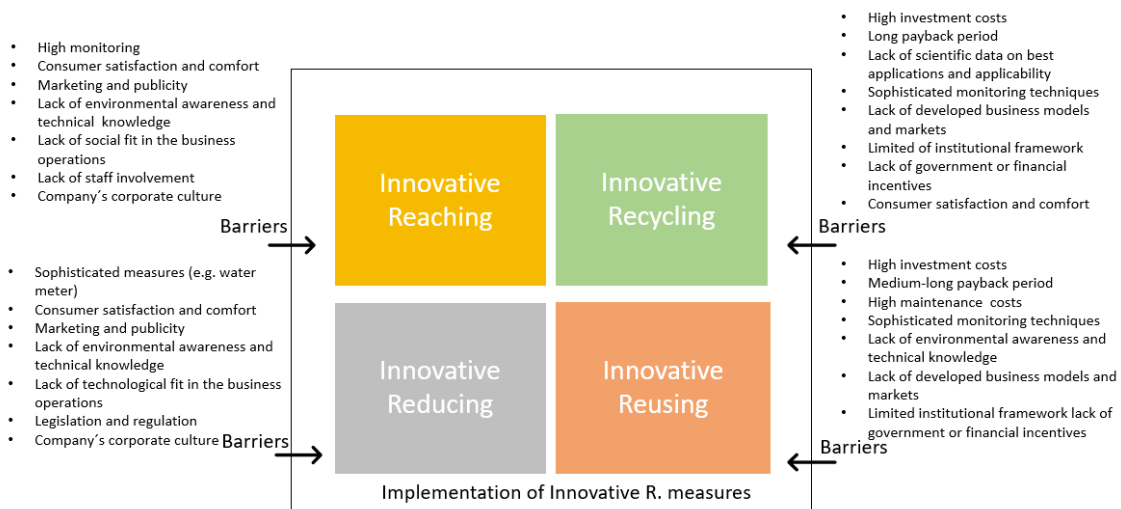 • High monitoring
• Consumer satisfaction and comfort
• Marketing and publicity
• Lack of environmental awareness and
technical knowledge
• Lack of social fit in the business
operations
• Lack of staff involvement
• Company´s corporate culture
Barriers
• Sophisticated measures (e.g. water
meter)
• Consumer satisfaction and comfort
• Marketing and publicity
• Lack of environmental awareness and
technical knowledge
• Lack of technological fit in the business
operations
• Legislation and regulation
• Company´s corporate culture
Barriers
Innovative
Reaching
Innovative
Recycling
Innovative
Reducing
Innovative
Reusing
Implementation of Innovative R. measures
• High investment costs
• Long payback period
• Lack of scientific data on best
applications and applicability
• Sophisticated monitoring techniques
• Lack of developed business models
and markets
• Limited of institutional framework
• Lack of government or financial
incentives
• Consumer satisfaction and comfort
Barriers
• High investment costs
• Medium-long payback period
• High maintenance costs
• Sophisticated monitoring techniques
• Lack of environmental awareness and
technical knowledge
• Lack of developed business models and
markets
• Limited institutional framework lack of
government or financial incentives
Barriers